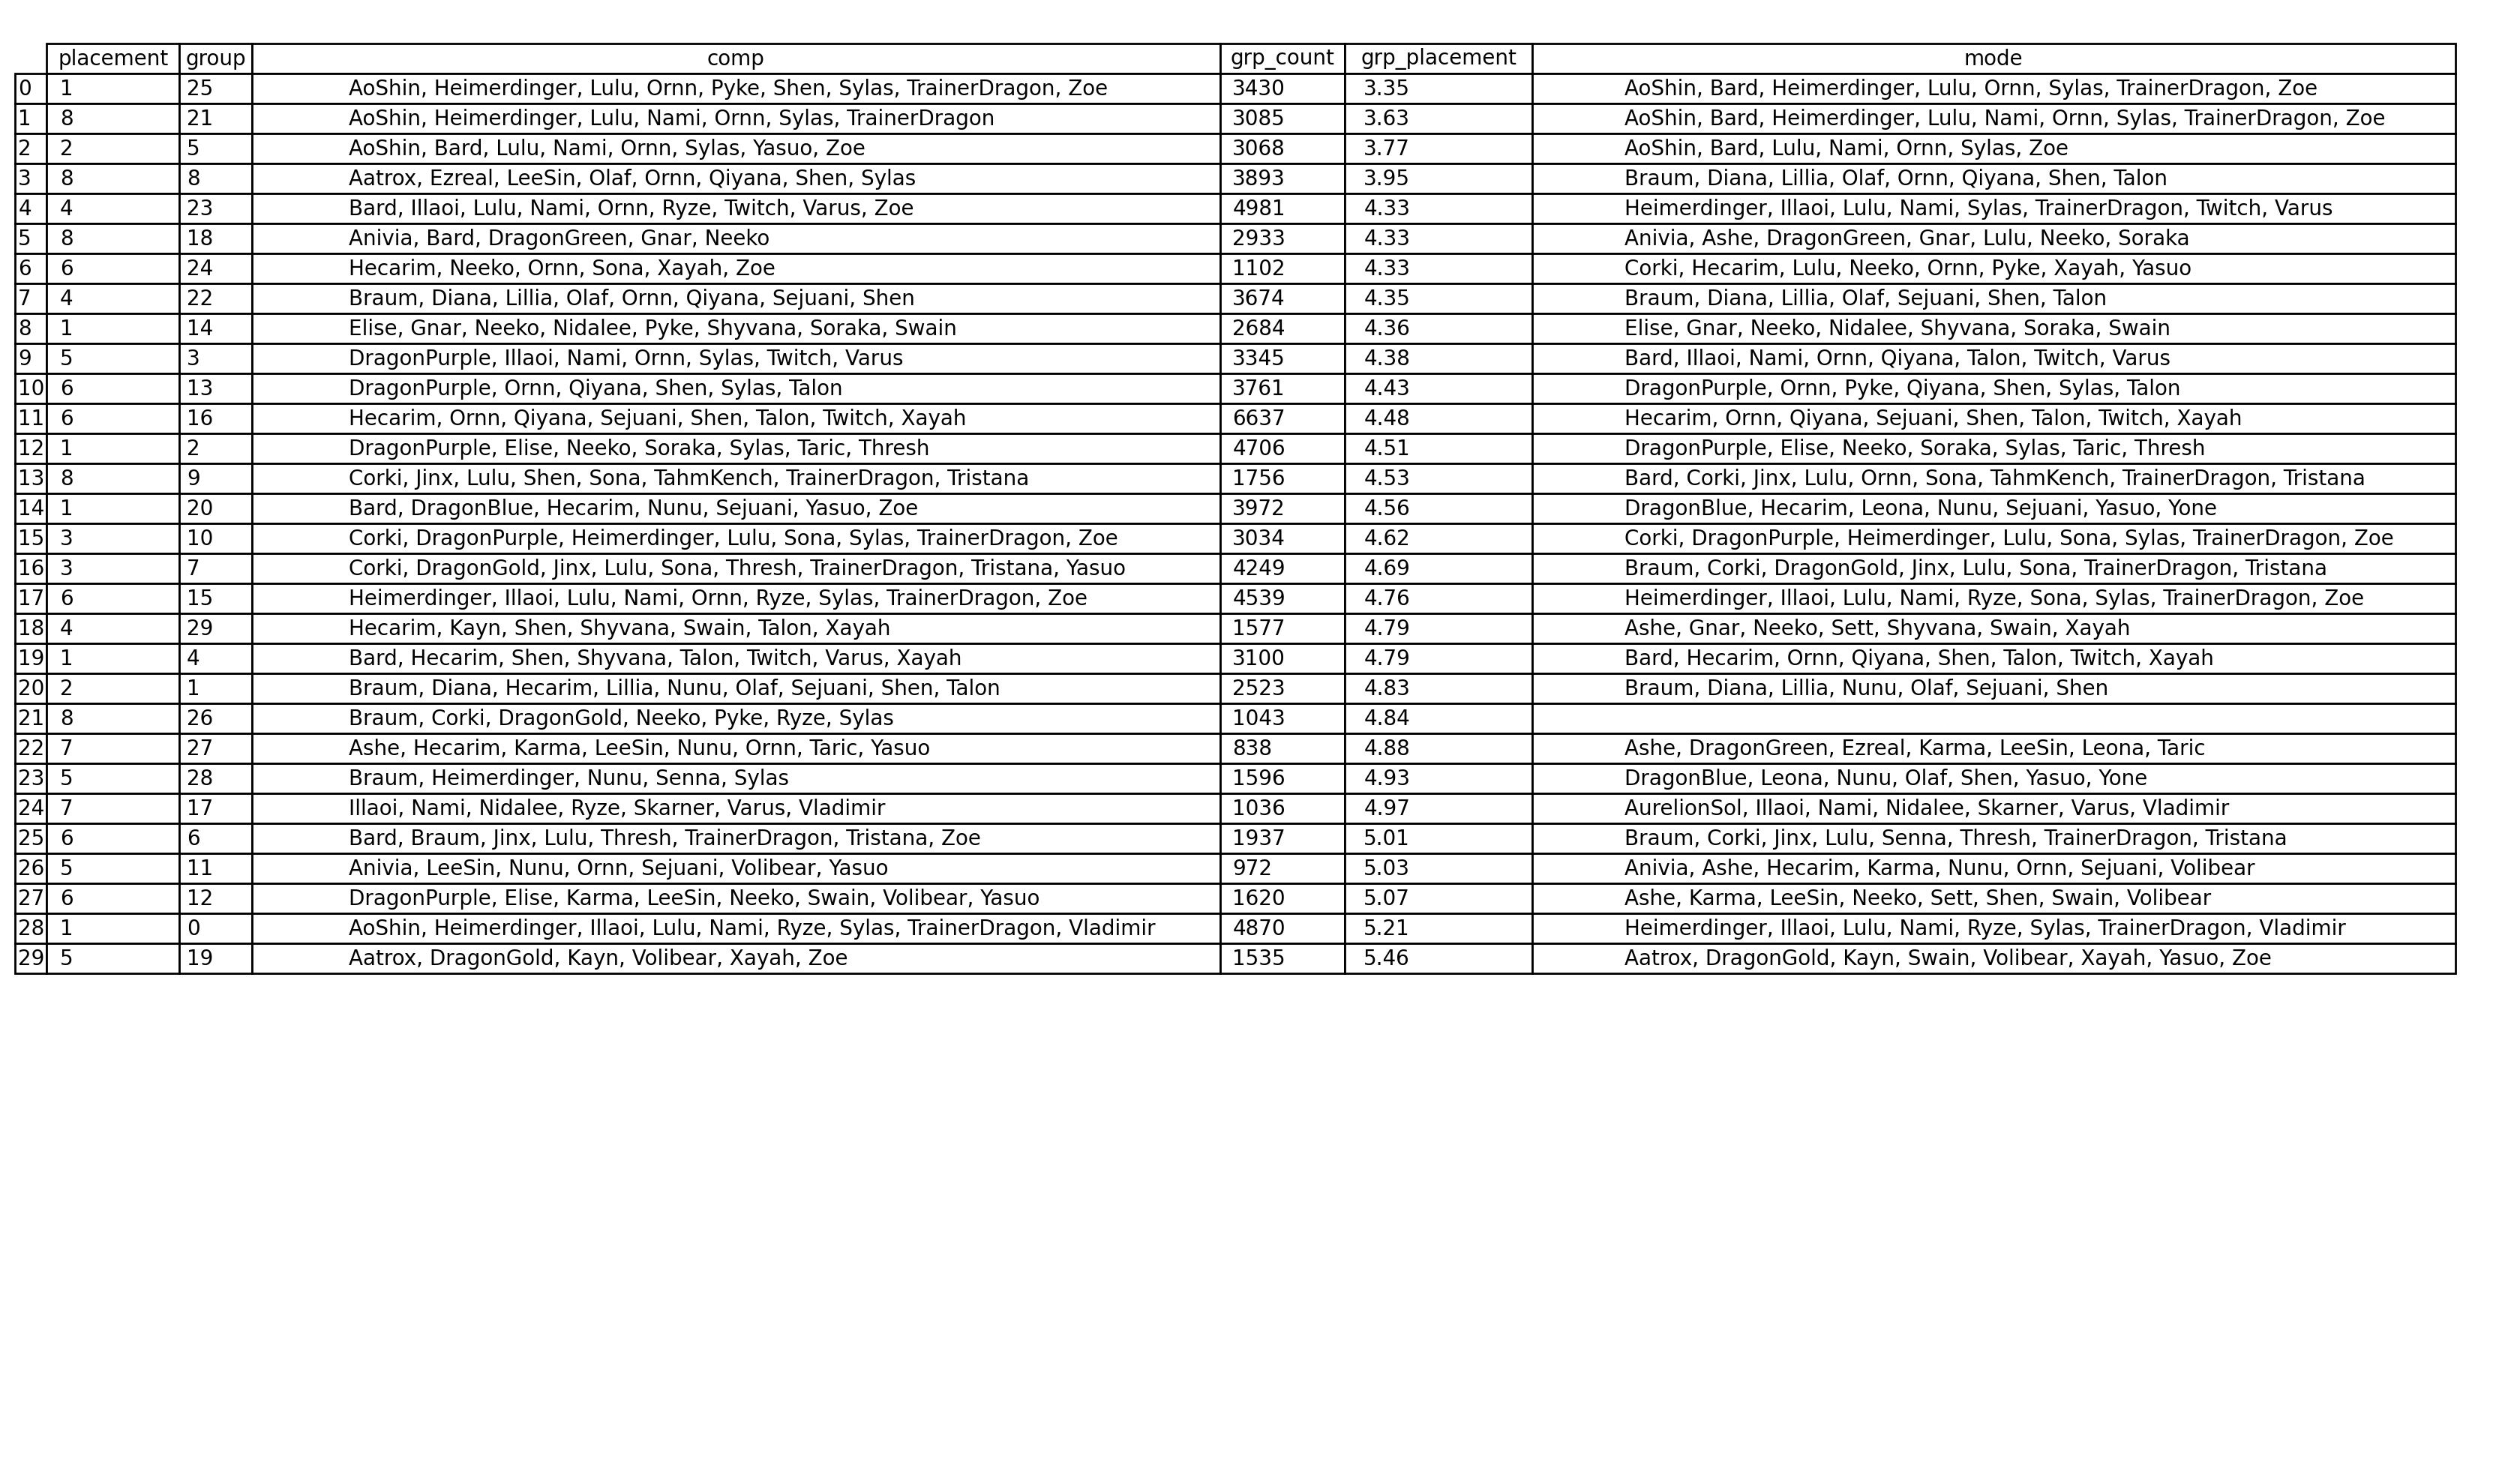 placement group comp grp_count grp_placement mode
0 1 25 AoShin, Heimerdinger, Lulu, Ornn, Pyke, Shen, Sylas, TrainerDragon, Zoe 3430 3.35 AoShin, Bard, Heimerdinger, Lulu, Ornn, Sylas, TrainerDragon, Zoe
1 8 21 AoShin, Heimerdinger, Lulu, Nami, Ornn, Sylas, TrainerDragon 3085 3.63 AoShin, Bard, Heimerdinger, Lulu, Nami, Ornn, Sylas, TrainerDragon, Zoe
2 2 5 AoShin, Bard, Lulu, Nami, Ornn, Sylas, Yasuo, Zoe 3068 3.77 AoShin, Bard, Lulu, Nami, Ornn, Sylas, Zoe
3 8 8 Aatrox, Ezreal, LeeSin, Olaf, Ornn, Qiyana, Shen, Sylas 3893 3.95 Braum, Diana, Lillia, Olaf, Ornn, Qiyana, Shen, Talon
4 4 23 Bard, Illaoi, Lulu, Nami, Ornn, Ryze, Twitch, Varus, Zoe 4981 4.33 Heimerdinger, Illaoi, Lulu, Nami, Sylas, TrainerDragon, Twitch, Varus
5 8 18 Anivia, Bard, DragonGreen, Gnar, Neeko 2933 4.33 Anivia, Ashe, DragonGreen, Gnar, Lulu, Neeko, Soraka
6 6 24 Hecarim, Neeko, Ornn, Sona, Xayah, Zoe 1102 4.33 Corki, Hecarim, Lulu, Neeko, Ornn, Pyke, Xayah, Yasuo
7 4 22 Braum, Diana, Lillia, Olaf, Ornn, Qiyana, Sejuani, Shen 3674 4.35 Braum, Diana, Lillia, Olaf, Sejuani, Shen, Talon
8 1 14 Elise, Gnar, Neeko, Nidalee, Pyke, Shyvana, Soraka, Swain 2684 4.36 Elise, Gnar, Neeko, Nidalee, Shyvana, Soraka, Swain
9 5 3 DragonPurple, Illaoi, Nami, Ornn, Sylas, Twitch, Varus 3345 4.38 Bard, Illaoi, Nami, Ornn, Qiyana, Talon, Twitch, Varus
10 6 13 DragonPurple, Ornn, Qiyana, Shen, Sylas, Talon 3761 4.43 DragonPurple, Ornn, Pyke, Qiyana, Shen, Sylas, Talon
11 6 16 Hecarim, Ornn, Qiyana, Sejuani, Shen, Talon, Twitch, Xayah 6637 4.48 Hecarim, Ornn, Qiyana, Sejuani, Shen, Talon, Twitch, Xayah
12 1 2 DragonPurple, Elise, Neeko, Soraka, Sylas, Taric, Thresh 4706 4.51 DragonPurple, Elise, Neeko, Soraka, Sylas, Taric, Thresh
13 8 9 Corki, Jinx, Lulu, Shen, Sona, TahmKench, TrainerDragon, Tristana 1756 4.53 Bard, Corki, Jinx, Lulu, Ornn, Sona, TahmKench, TrainerDragon, Tristana
14 1 20 Bard, DragonBlue, Hecarim, Nunu, Sejuani, Yasuo, Zoe 3972 4.56 DragonBlue, Hecarim, Leona, Nunu, Sejuani, Yasuo, Yone
15 3 10 Corki, DragonPurple, Heimerdinger, Lulu, Sona, Sylas, TrainerDragon, Zoe 3034 4.62 Corki, DragonPurple, Heimerdinger, Lulu, Sona, Sylas, TrainerDragon, Zoe
16 3 7 Corki, DragonGold, Jinx, Lulu, Sona, Thresh, TrainerDragon, Tristana, Yasuo 4249 4.69 Braum, Corki, DragonGold, Jinx, Lulu, Sona, TrainerDragon, Tristana
17 6 15 Heimerdinger, Illaoi, Lulu, Nami, Ornn, Ryze, Sylas, TrainerDragon, Zoe 4539 4.76 Heimerdinger, Illaoi, Lulu, Nami, Ryze, Sona, Sylas, TrainerDragon, Zoe
18 4 29 Hecarim, Kayn, Shen, Shyvana, Swain, Talon, Xayah 1577 4.79 Ashe, Gnar, Neeko, Sett, Shyvana, Swain, Xayah
19 1 4 Bard, Hecarim, Shen, Shyvana, Talon, Twitch, Varus, Xayah 3100 4.79 Bard, Hecarim, Ornn, Qiyana, Shen, Talon, Twitch, Xayah
20 2 1 Braum, Diana, Hecarim, Lillia, Nunu, Olaf, Sejuani, Shen, Talon 2523 4.83 Braum, Diana, Lillia, Nunu, Olaf, Sejuani, Shen
21 8 26 Braum, Corki, DragonGold, Neeko, Pyke, Ryze, Sylas 1043 4.84
22 7 27 Ashe, Hecarim, Karma, LeeSin, Nunu, Ornn, Taric, Yasuo 838 4.88 Ashe, DragonGreen, Ezreal, Karma, LeeSin, Leona, Taric
23 5 28 Braum, Heimerdinger, Nunu, Senna, Sylas 1596 4.93 DragonBlue, Leona, Nunu, Olaf, Shen, Yasuo, Yone
24 7 17 Illaoi, Nami, Nidalee, Ryze, Skarner, Varus, Vladimir 1036 4.97 AurelionSol, Illaoi, Nami, Nidalee, Skarner, Varus, Vladimir
25 6 6 Bard, Braum, Jinx, Lulu, Thresh, TrainerDragon, Tristana, Zoe 1937 5.01 Braum, Corki, Jinx, Lulu, Senna, Thresh, TrainerDragon, Tristana
26 5 11 Anivia, LeeSin, Nunu, Ornn, Sejuani, Volibear, Yasuo 972 5.03 Anivia, Ashe, Hecarim, Karma, Nunu, Ornn, Sejuani, Volibear
27 6 12 DragonPurple, Elise, Karma, LeeSin, Neeko, Swain, Volibear, Yasuo 1620 5.07 Ashe, Karma, LeeSin, Neeko, Sett, Shen, Swain, Volibear
28 1 0 AoShin, Heimerdinger, Illaoi, Lulu, Nami, Ryze, Sylas, TrainerDragon, Vladimir 4870 5.21 Heimerdinger, Illaoi, Lulu, Nami, Ryze, Sylas, TrainerDragon, Vladimir
29 5 19 Aatrox, DragonGold, Kayn, Volibear, Xayah, Zoe 1535 5.46 Aatrox, DragonGold, Kayn, Swain, Volibear, Xayah, Yasuo, Zoe